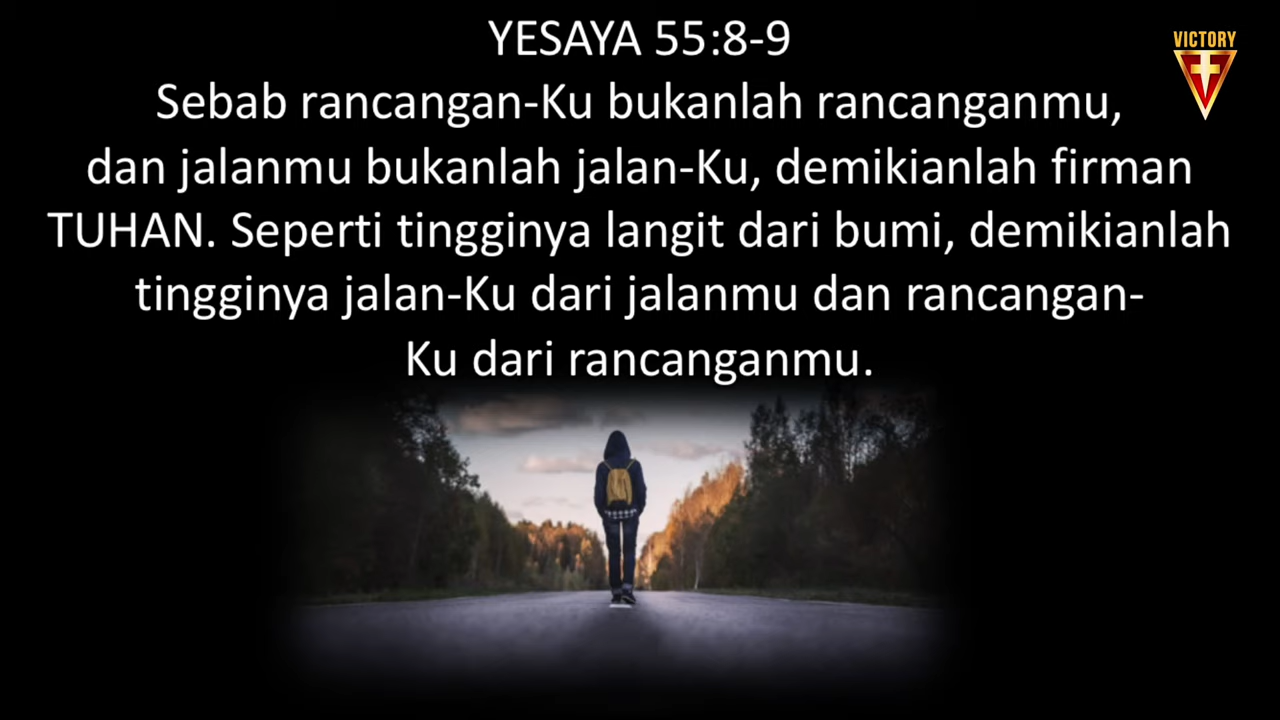 YESAYA 55:8-9
VICTORY
Sebab rancangan-Ku bukanlah rancanganmu,
dan jalanmu bukanlah jalan-Ku, demikianlah firman
TUHAN. Seperti tingginya langit dari bumi, demikianlah
tingginya jalan-Ku dari jalanmu dan rancangan-
Ku dari rancanganmu.